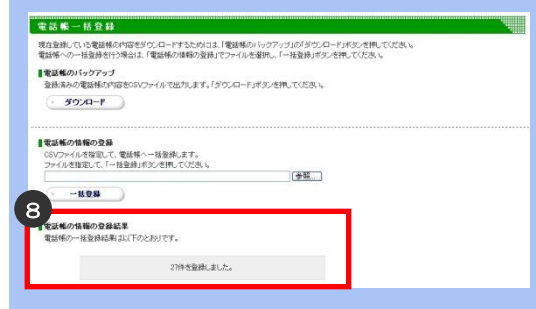 電話帳一括登録
現在登録している電話帳の内容をダウンロードするためには、「電話帳のバックアップ」の「ダウンロード」ボタンを押してください。
電話帳への一括登録を行う場合は、「電話帳の情報の登録」でファイルを選択し、「一括登録」ボタンを押してください。
電話帳のバックアップ
登録済みの電話帳の内容をCSVファイルで出力します。「ダウンロード」ボタンを押してください。
ダウンロード
電話帳の情報の登録
CSVファイルを指定して、電話帳へ一括登録します。
ファイルを指定して、「一括登録」ボタンを押してください。
参照...
一括登録
8
電話帳の情報の登録結果
電話帳の一括登録結果は以下のとおりです。
27件を登録しました。